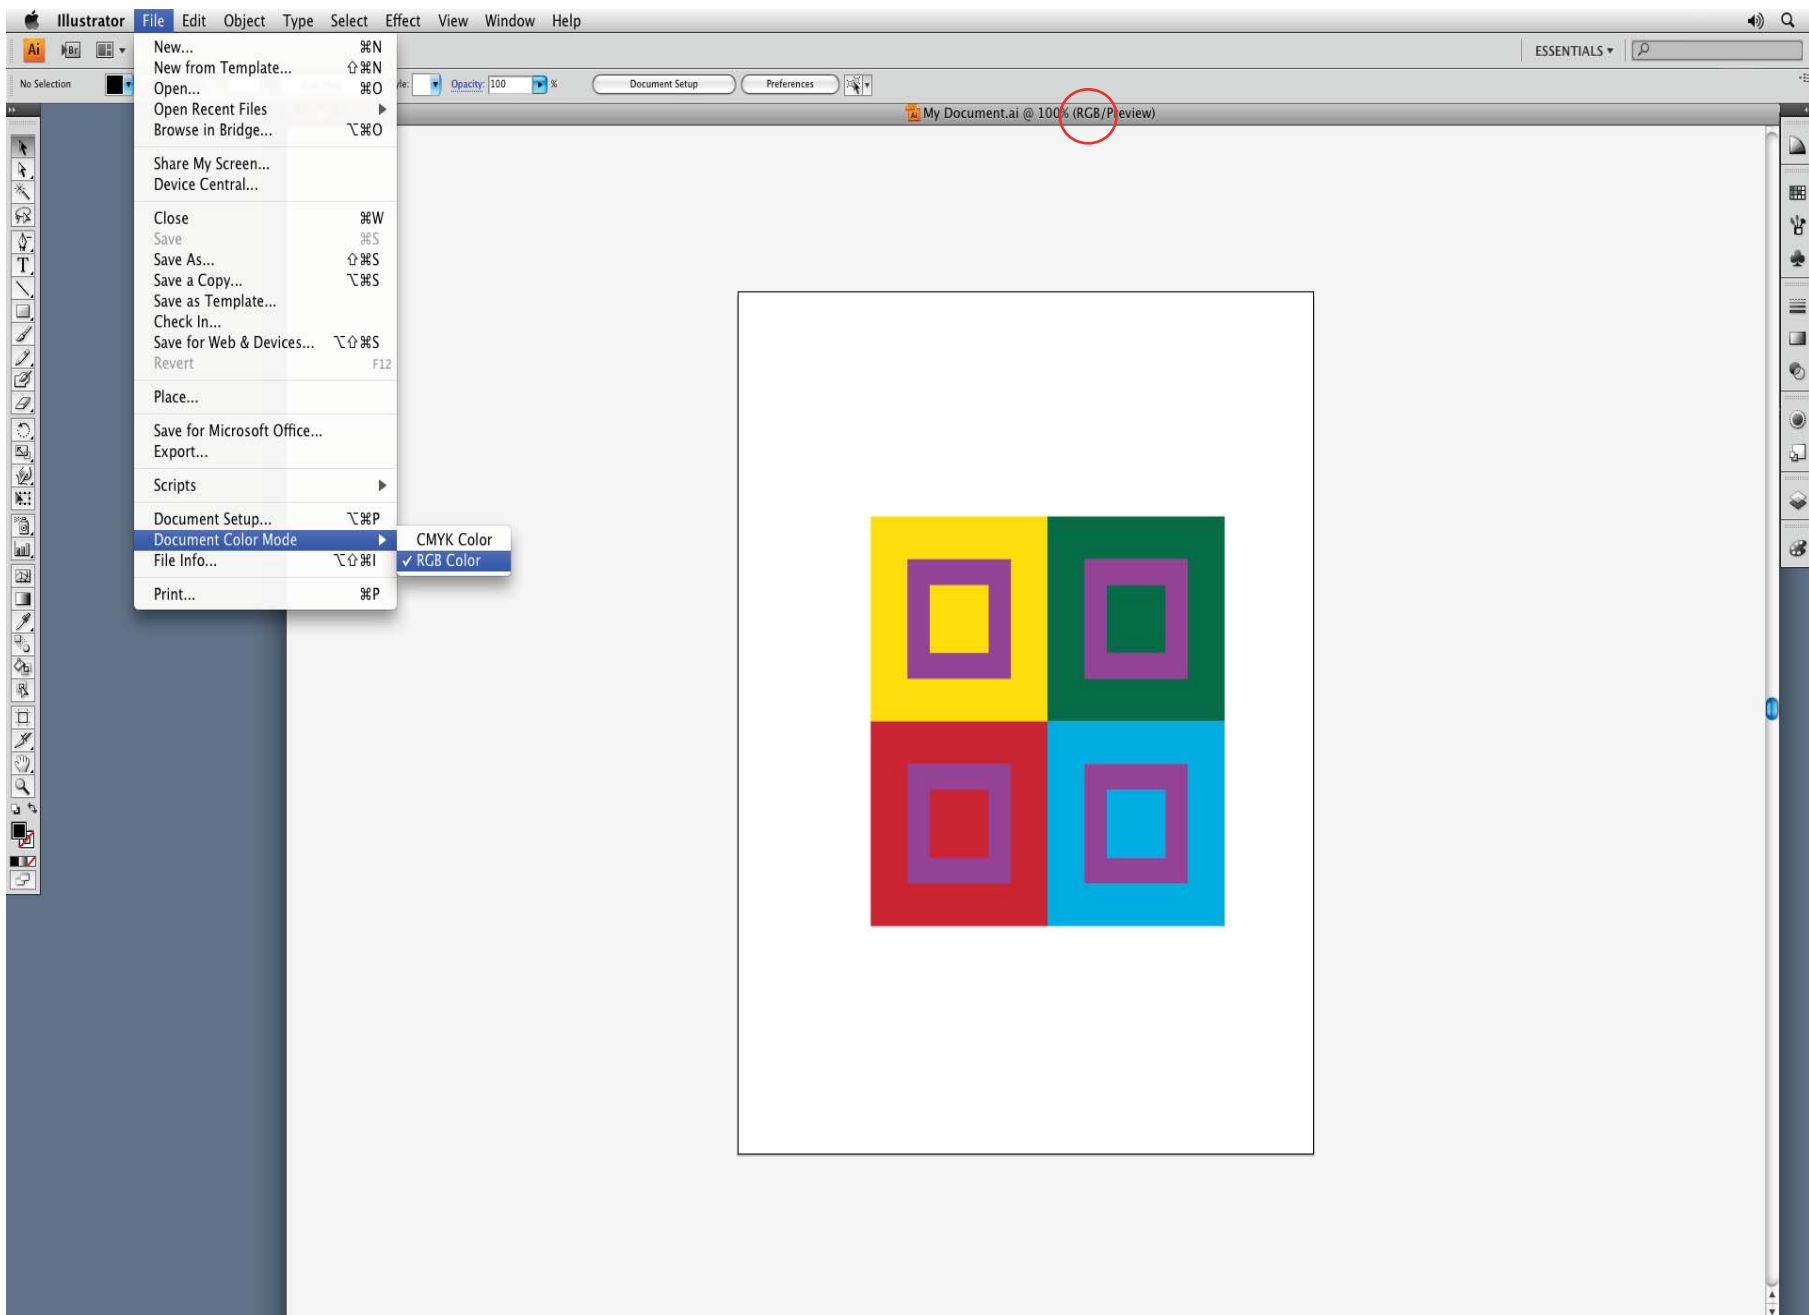 Illustrator File Edit Object Type Select Effect View Window Help
Ai Br ESSENTIALS
No Selection yle: Opacity: 100 % Document Setup Preferences
My Document.ai @ 100% (RGB/Preview)
New... ⌘N
New from Template... ⇧⌘N
Open... ⌘O
Open Recent Files
Browse in Bridge... ⌥⌘O
Share My Screen...
Device Central...
Close ⌘W
Save ⌘S
Save As... ⇧⌘S
Save a Copy... ⌥⌘S
Save as Template...
Check In...
Save for Web & Devices... ⌥⇧⌘S
Revert F12
Place...
Save for Microsoft Office...
Export...
Scripts
Document Setup... ⌥⌘P
Document Color Mode
CMYK Color
✓ RGB Color
File Info... ⌥⇧⌘I
Print... ⌘P